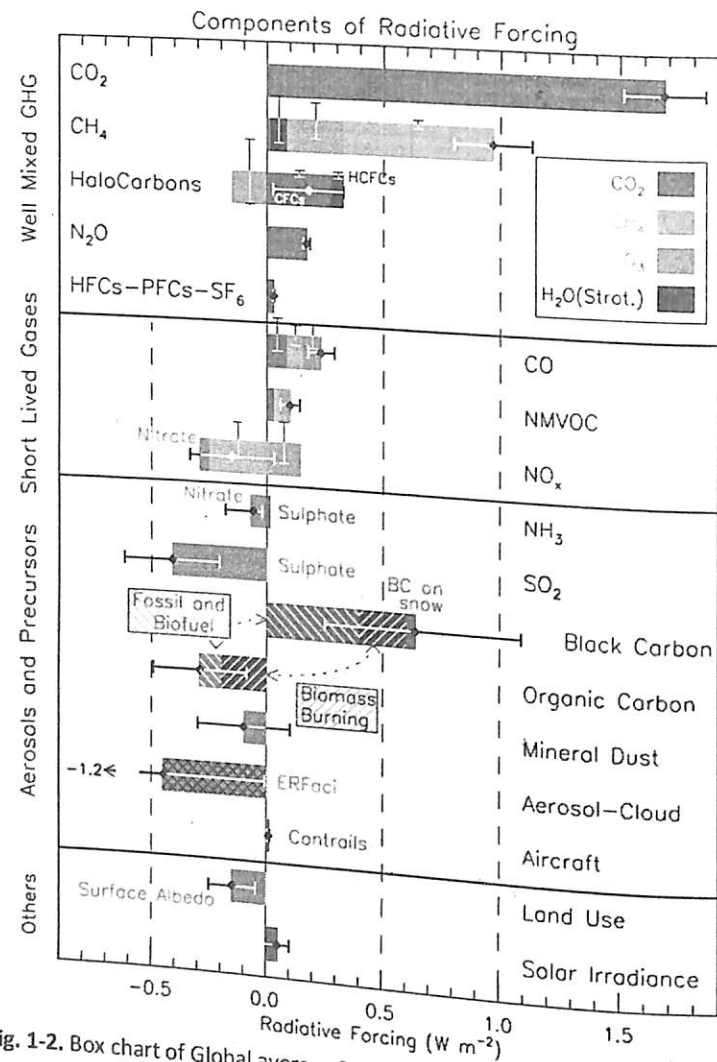 Components of Radiative Forcing
Well Mixed GHG
CO₂
CH₄
HaloCarbons
HCFCs
CFCs
N₂O
HFCs–PFCs–SF₆
CO₂
CH₄
O₃
H₂O(Strat.)
Short Lived Gases
CO
NMVOC
Nitrate
NOₓ
Aerosols and Precursors
Nitrate
Sulphate
NH₃
Sulphate
SO₂
BC on
snow
Fossil and
Biofuel
Black Carbon
Biomass
Burning
Organic Carbon
Mineral Dust
-1.2
ERFaci
Aerosol–Cloud
Contrails
Aircraft
Others
Surface Albedo
Land Use
Solar Irradiance
−0.5 0.0 0.5 1.0 1.5
Radiative Forcing (W m⁻²)
ig. 1-2. Box chart of Global